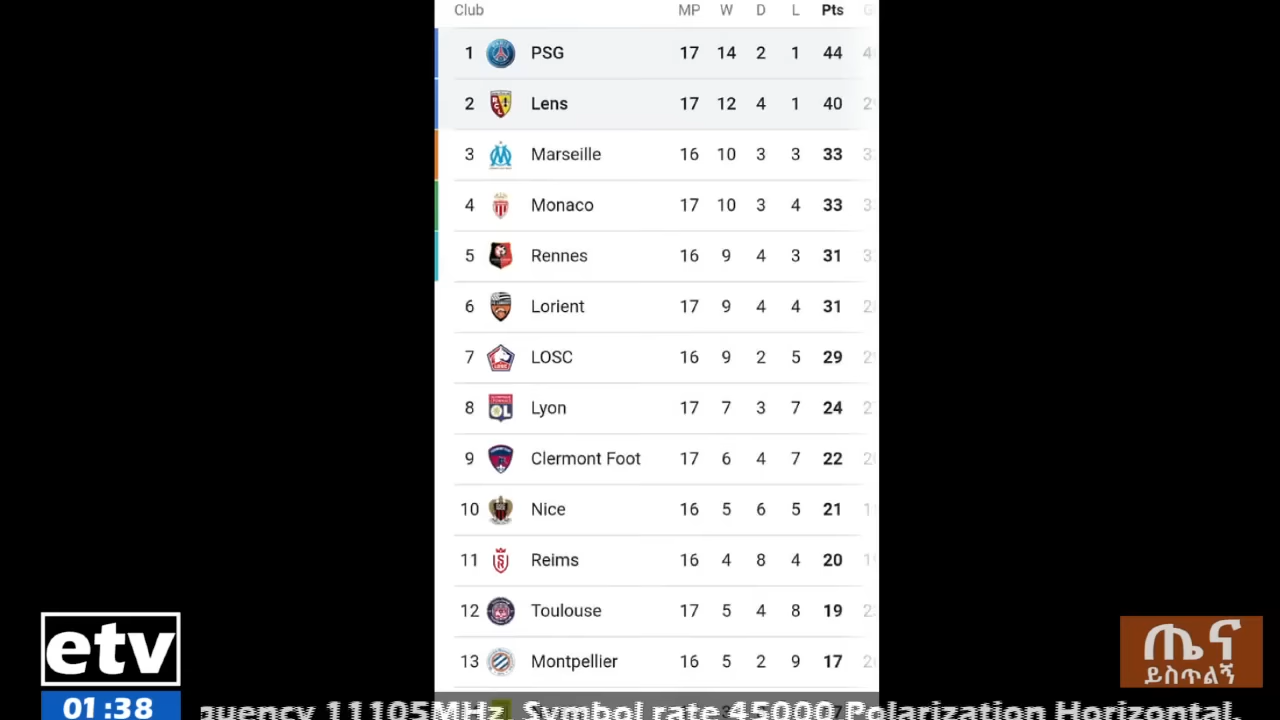 Club MP W D L Pts G
1 PSG 17 14 2 1 44
2 Lens 17 12 4 1 40
3 Marseille 16 10 3 3 33
4 Monaco 17 10 3 4 33
5 Rennes 16 9 4 3 31
6 Lorient 17 9 4 4 31
7 LOSC 16 9 2 5 29
8 Lyon 17 7 3 7 24
9 Clermont Foot 17 6 4 7 22
10 Nice 16 5 6 5 21
11 Reims 16 4 8 4 20
12 Toulouse 17 5 4 8 19
13 Montpellier 16 5 2 9 17
etv
01:38
ጤና
ይስጥልኝ
11105MHz, Symbol rate 45000 Polarization Horizontal,